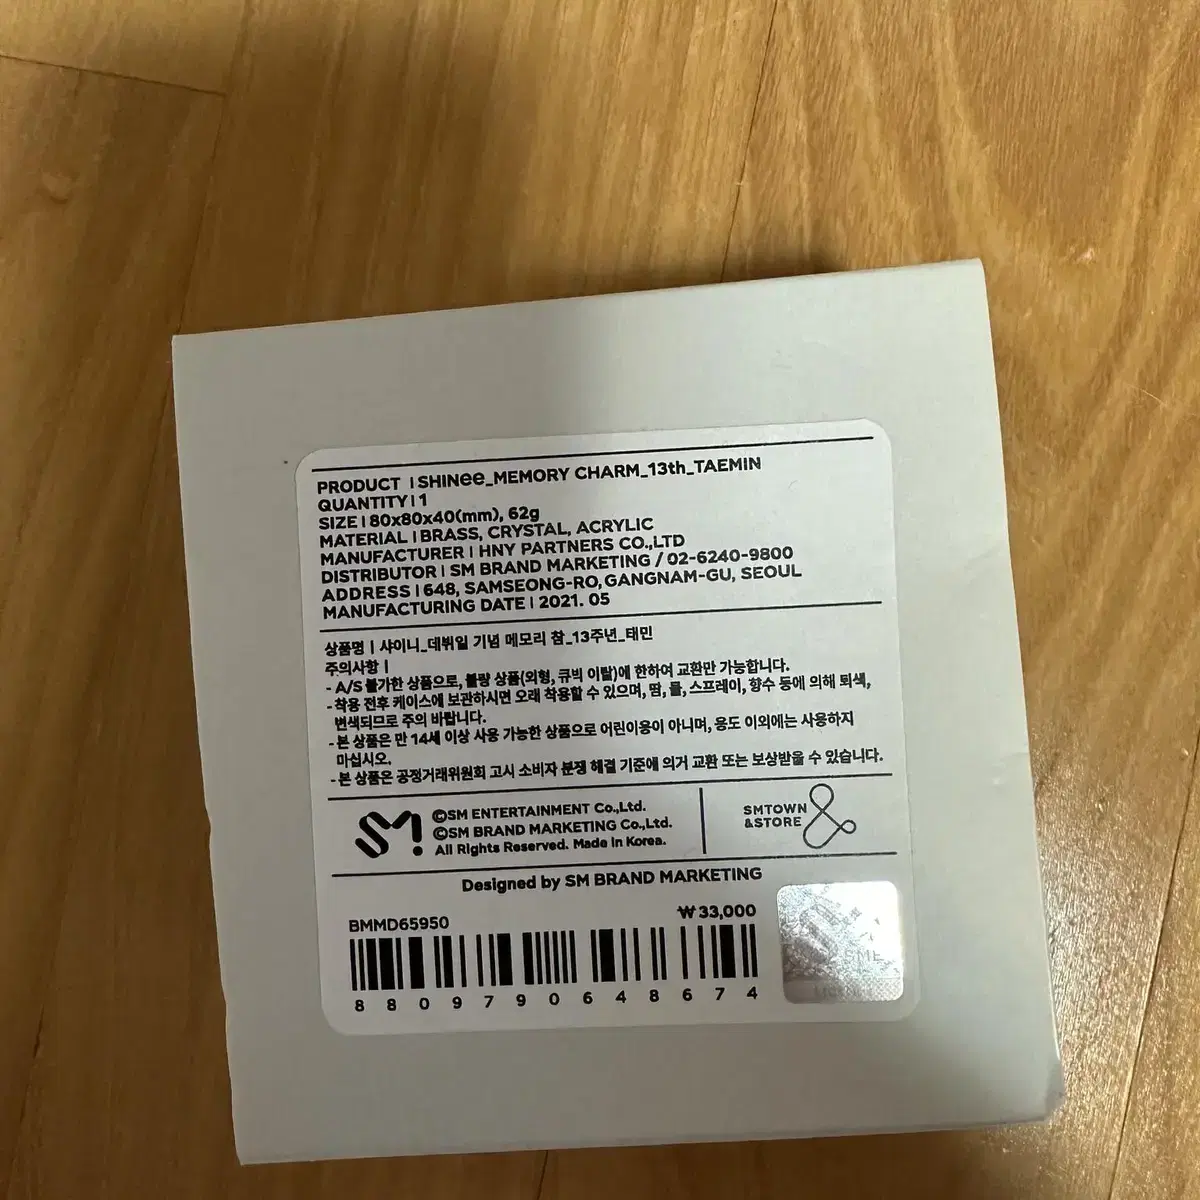 PRODUCT | SHINee_MEMORY CHARM_13th_TAEMIN
QUANTITY | 1
SIZE | 80x80x40(mm), 62g
MATERIAL | BRASS, CRYSTAL, ACRYLIC
MANUFACTURER | HNY PARTNERS CO.,LTD
DISTRIBUTOR | SM BRAND MARKETING / 02-6240-9800
ADDRESS | 648, SAMSEONG-RO, GANGNAM-GU, SEOUL
MANUFACTURING DATE | 2021. 05
상품명 | 샤이니_데뷔일 기념 메모리 참_13주년_태민
주의사항 |
- A/S 불가한 상품으로, 불량 상품(외형, 큐빅 이탈)에 한하여 교환만 가능합니다.
- 착용 전후 케이스에 보관하시면 오래 착용할 수 있으며, 땀, 물, 스프레이, 향수 등에 의해 퇴색,
변색되므로 주의 바랍니다.
- 본 상품은 만 14세 이상 사용 가능한 상품으로 어린이용이 아니며, 용도 이외에는 사용하지
마십시오.
- 본 상품은 공정거래위원회 고시 소비자 분쟁 해결 기준에 의거 교환 또는 보상받을 수 있습니다.
SM!
©SM ENTERTAINMENT Co.,Ltd.
©SM BRAND MARKETING Co.,Ltd.
All Rights Reserved. Made in Korea.
SMTOWN
&STORE
&
Designed by SM BRAND MARKETING
BMMD65950
₩33,000
8809790648674
SME